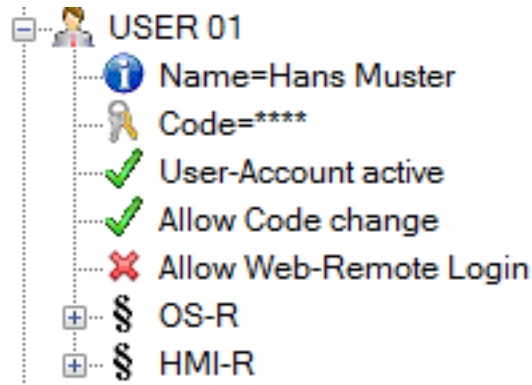 USER 01
Name=Hans Muster
Code=****
User-Account active
Allow Code change
Allow Web-Remote Login
§ OS-R
§ HMI-R